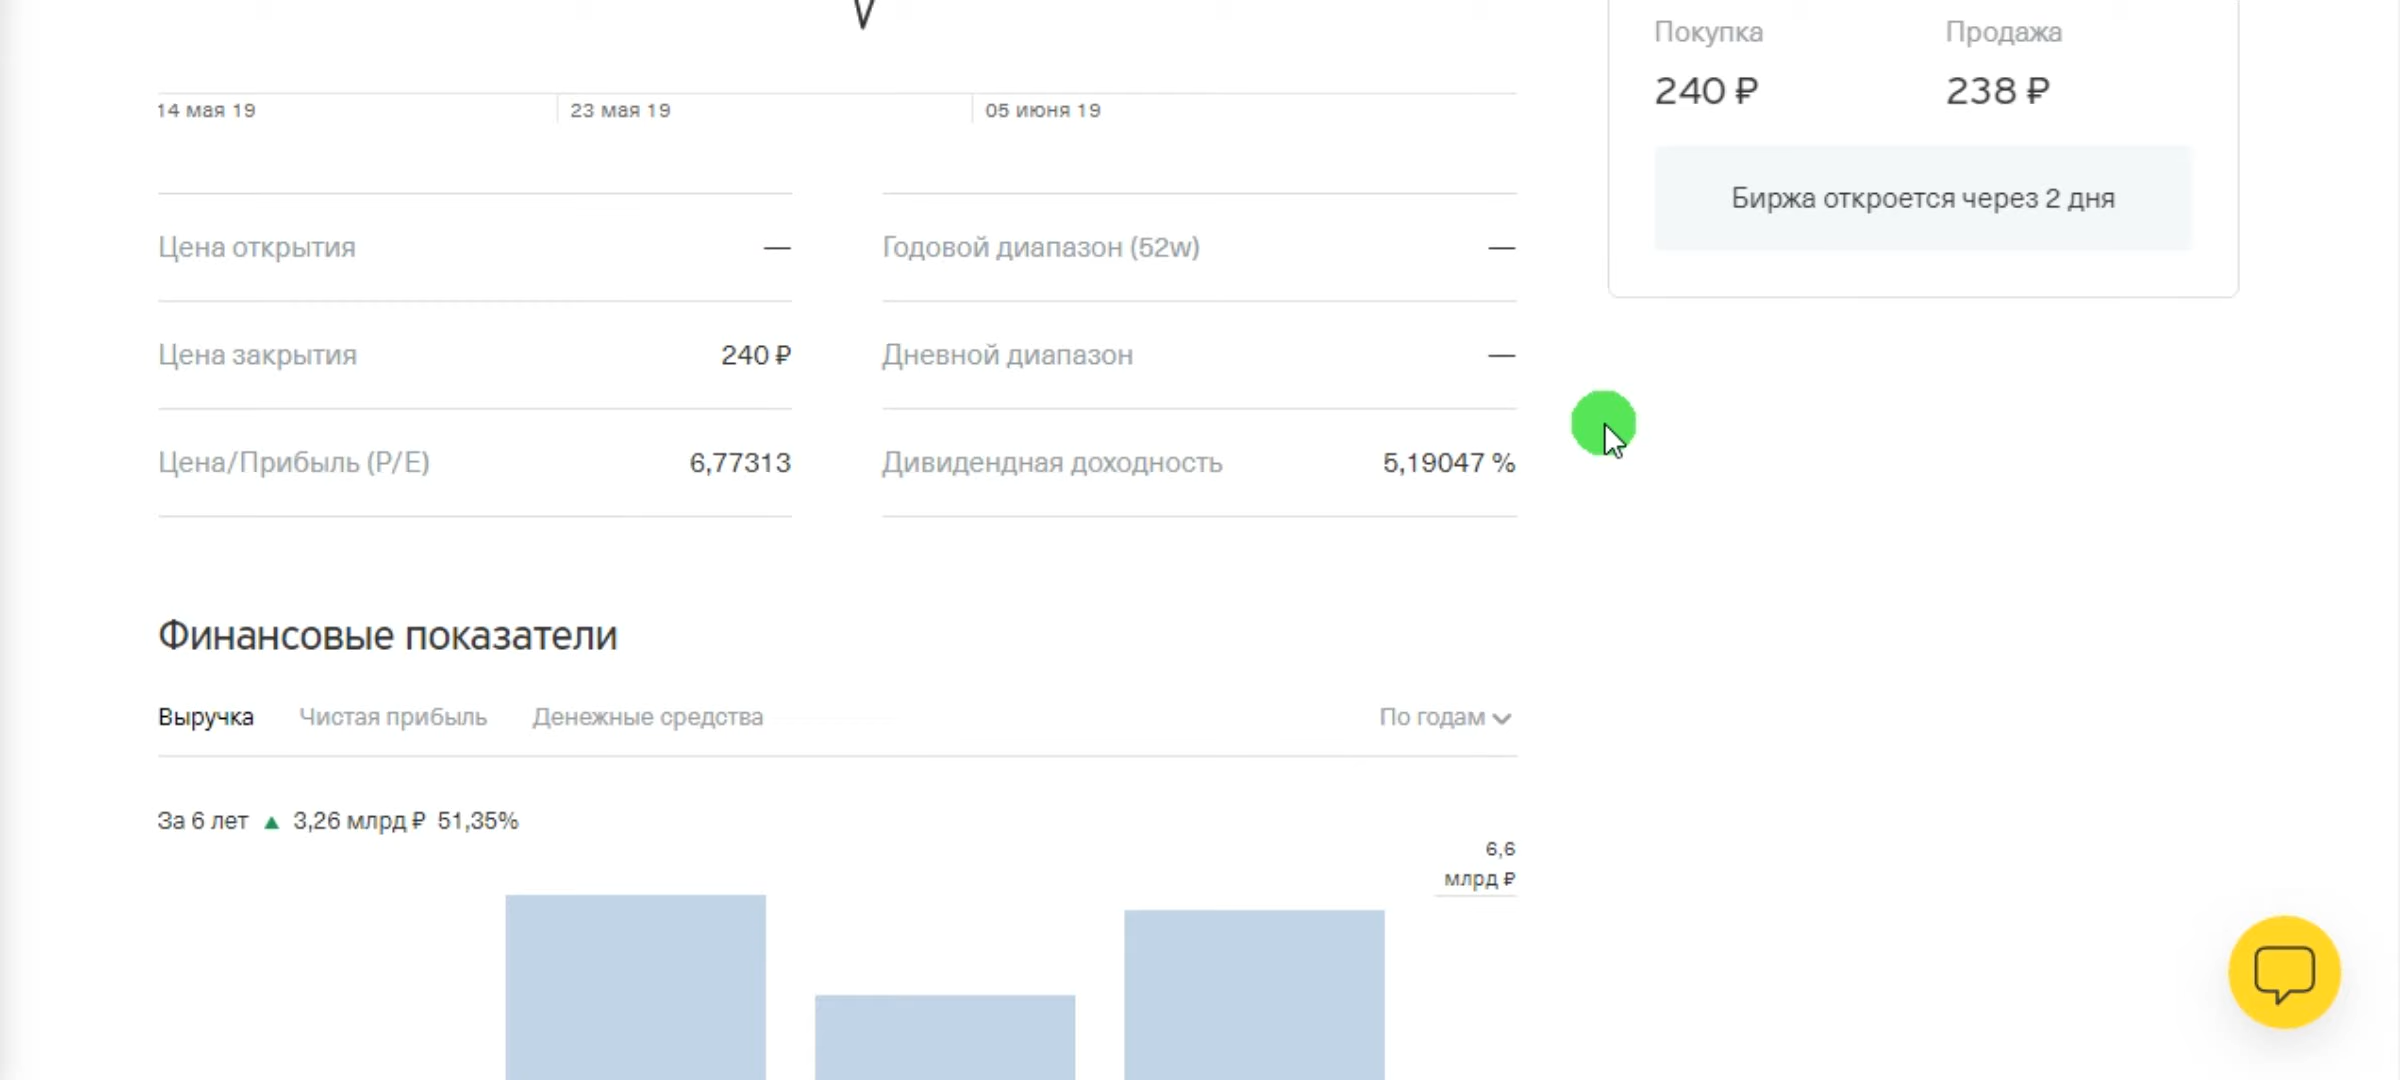 14 мая 19
23 мая 19
05 июня 19
Покупка
Продажа
240 ₽
238 ₽
Биржа откроется через 2 дня
Цена открытия
—
Годовой диапазон (52w)
—
Цена закрытия
240 ₽
Дневной диапазон
—
Цена/Прибыль (P/E)
6,77313
Дивидендная доходность
5,19047 %
Финансовые показатели
Выручка
Чистая прибыль
Денежные средства
По годам
За 6 лет ▲ 3,26 млрд ₽ 51,35%
6,6
млрд ₽